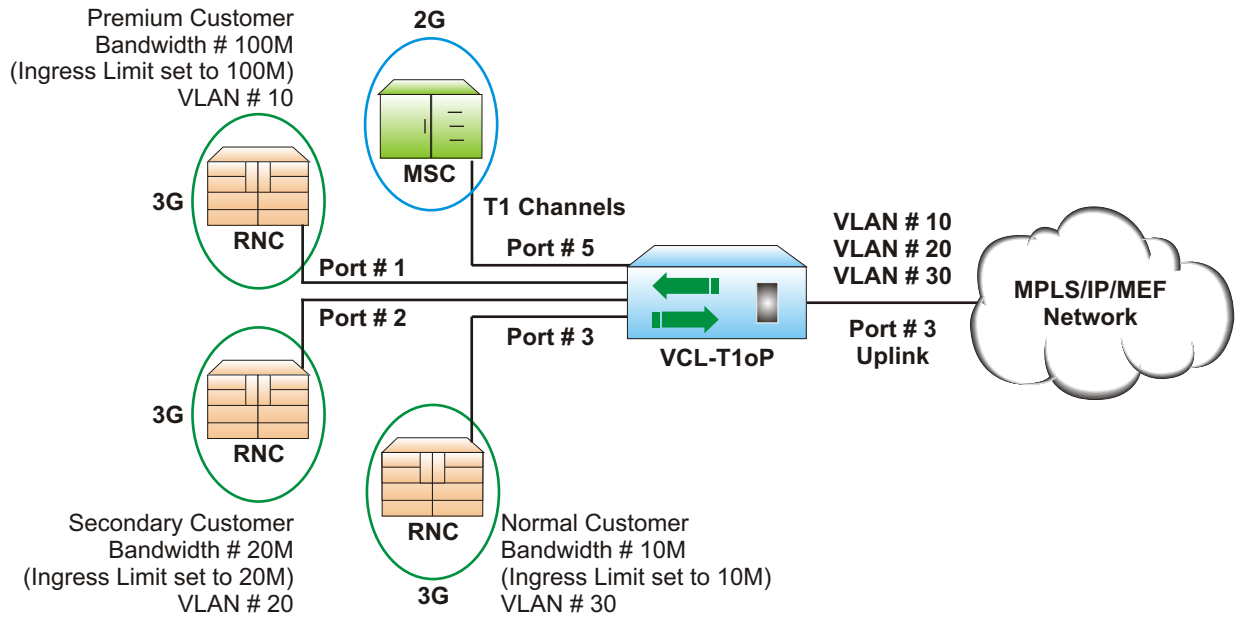 Premium Customer
Bandwidth # 100M
(Ingress Limit set to 100M)
VLAN # 10
3G
RNC
2G
MSC
T1 Channels
Port # 5
Port # 1
Port # 2
Port # 3
VCL-T1oP
VLAN # 10
VLAN # 20
VLAN # 30
Port # 3
Uplink
MPLS/IP/MEF
Network
3G
RNC
Secondary Customer
Bandwidth # 20M
(Ingress Limit set to 20M)
VLAN # 20
RNC
3G
Normal Customer
Bandwidth # 10M
(Ingress Limit set to 10M)
VLAN # 30